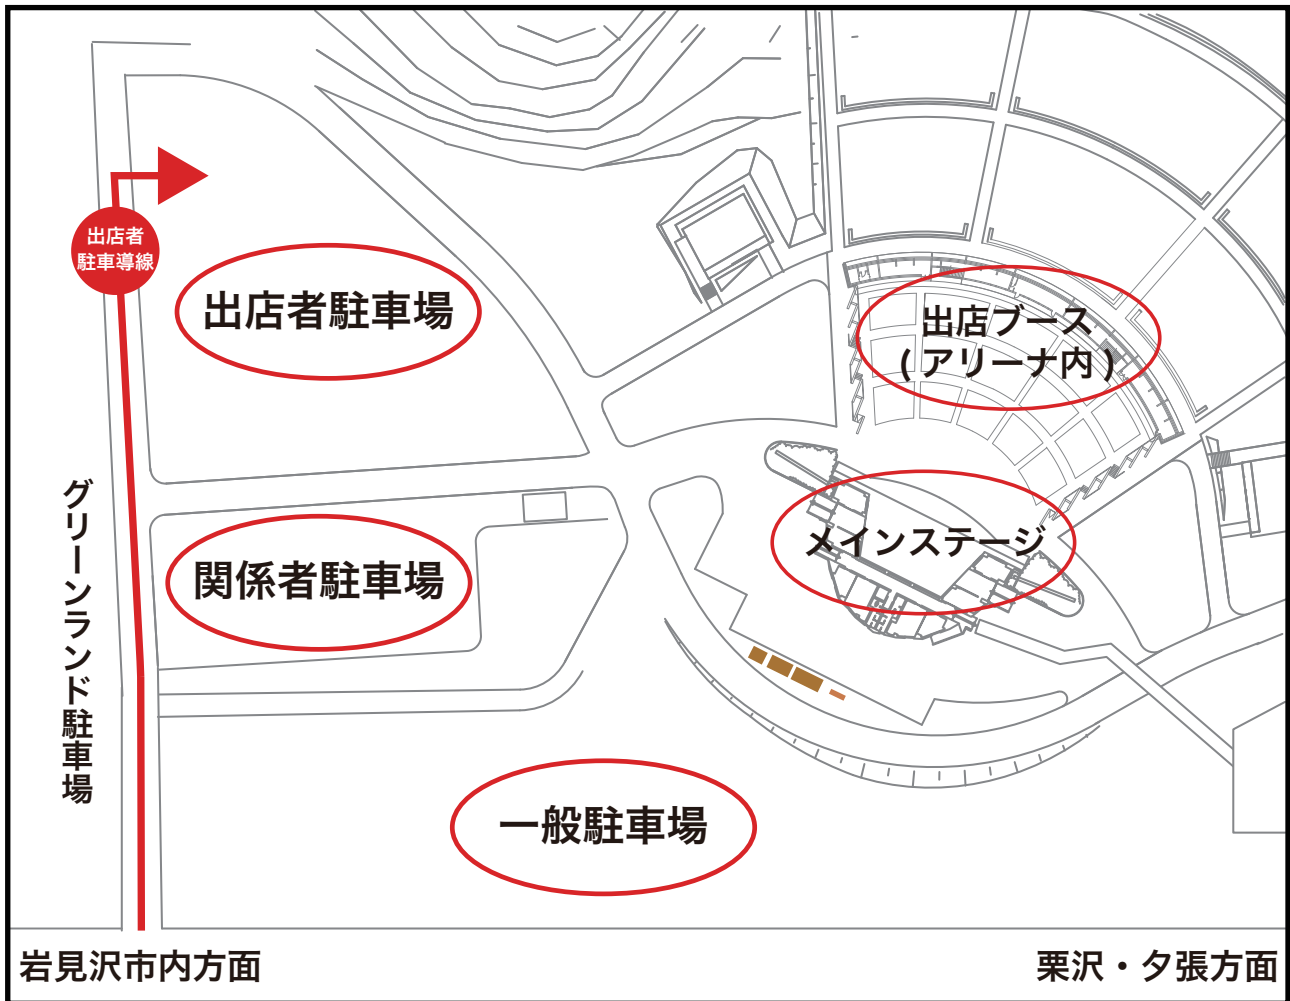 出店者
駐車導線
出店者駐車場
出店ブース
( アリーナ内 )
グリーンランド駐車場
関係者駐車場
メインステージ
一般駐車場
岩見沢市内方面
栗沢・夕張方面